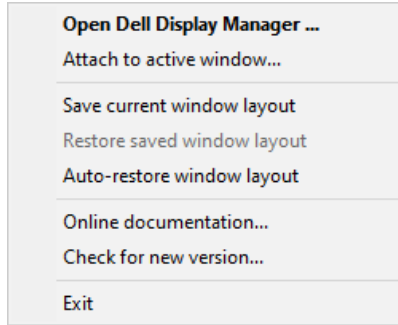 Open Dell Display Manager ...
Attach to active window...
Save current window layout
Restore saved window layout
Auto-restore window layout
Online documentation...
Check for new version...
Exit